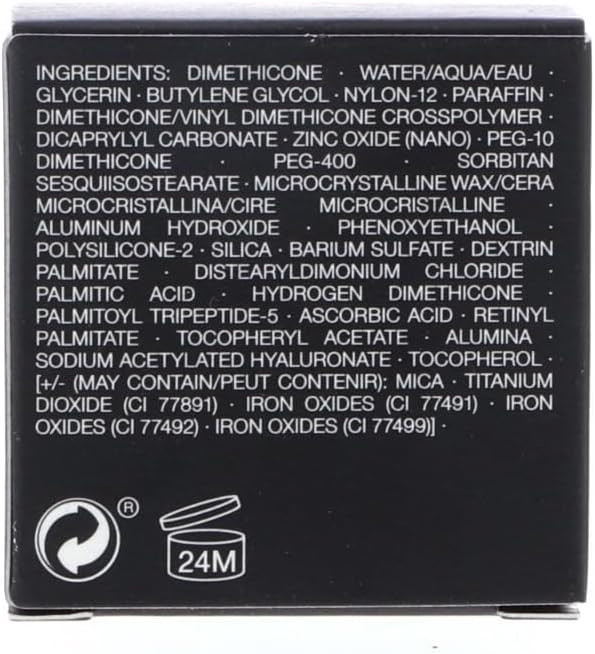 INGREDIENTS: DIMETHICONE · WATER/AQUA/EAU ·
GLYCERIN · BUTYLENE GLYCOL · NYLON-12 · PARAFFIN ·
DIMETHICONE/VINYL DIMETHICONE CROSSPOLYMER ·
DICAPRYLYL CARBONATE · ZINC OXIDE (NANO) · PEG-10
DIMETHICONE · PEG-400 · SORBITAN
SESQUIISOSTEARATE · MICROCRYSTALLINE WAX/CERA
MICROCRISTALLINA/CIRE MICROCRISTALLINE ·
ALUMINUM HYDROXIDE · PHENOXYETHANOL ·
POLYSILICONE-2 · SILICA · BARIUM SULFATE · DEXTRIN
PALMITATE · DISTEARYLDIMONIUM CHLORIDE ·
PALMITIC ACID · HYDROGEN DIMETHICONE ·
PALMITOYL TRIPEPTIDE-5 · ASCORBIC ACID · RETINYL
PALMITATE · TOCOPHERYL ACETATE · ALUMINA ·
SODIUM ACETYLATED HYALURONATE · TOCOPHEROL ·
[+/- (MAY CONTAIN/PEUT CONTENIR): MICA · TITANIUM
DIOXIDE (CI 77891) · IRON OXIDES (CI 77491) · IRON
OXIDES (CI 77492) · IRON OXIDES (CI 77499)] ·
®
24M